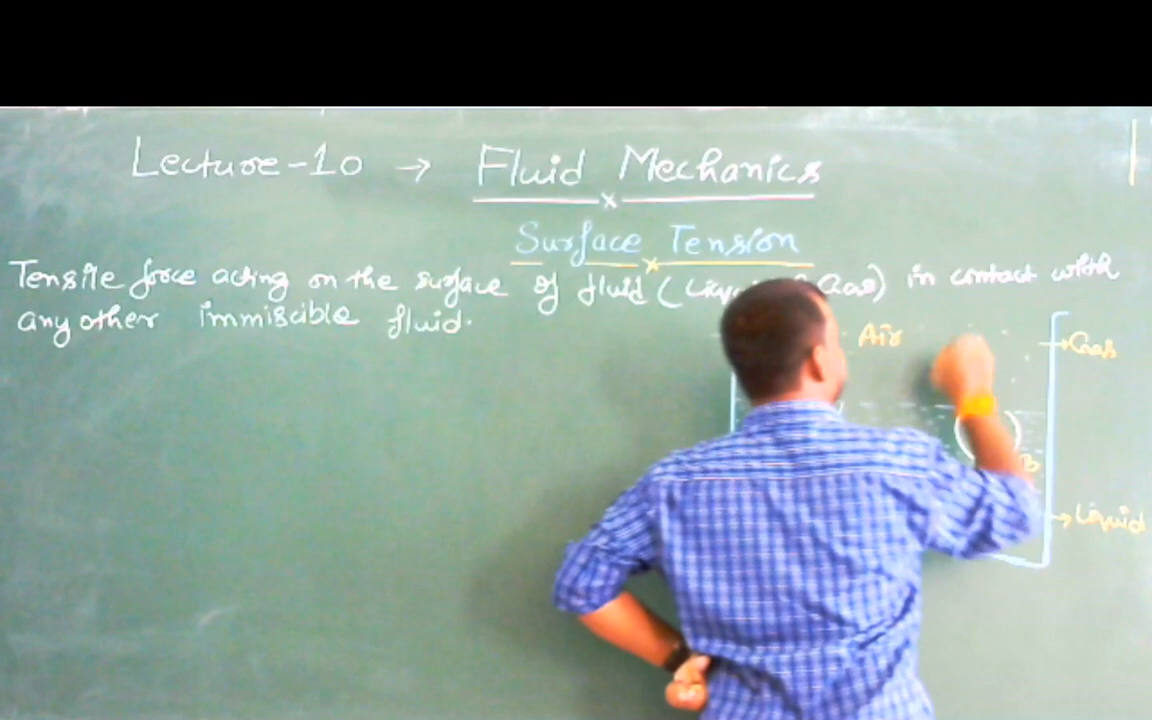 Lecture-10 → Fluid Mechanics
Surface Tension
Tensile force acting on the surface of fluid ( Gas) in contact with
any other immiscible fluid.
Air
Gas
B
Liquid